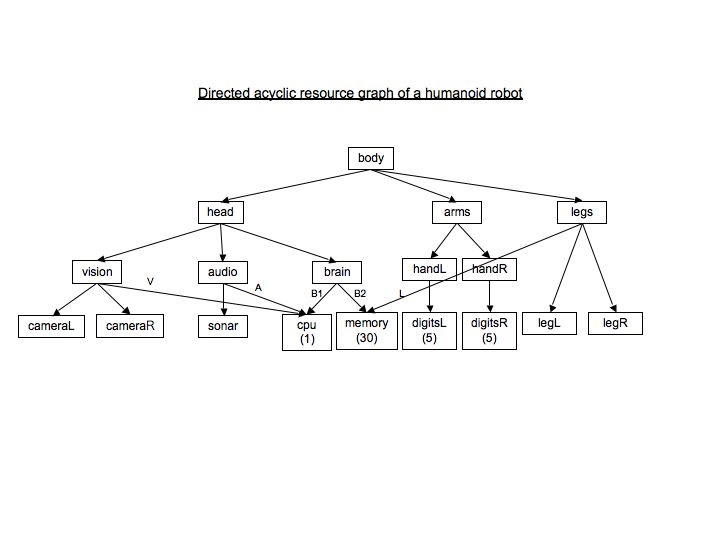 Directed acyclic resource graph of a humanoid robot
body
head
arms
legs
vision
audio
brain
handL
handR
V
A
B1
B2
L
cameraL
cameraR
sonar
cpu
(1)
memory
(30)
digitsL
(5)
digitsR
(5)
legL
legR